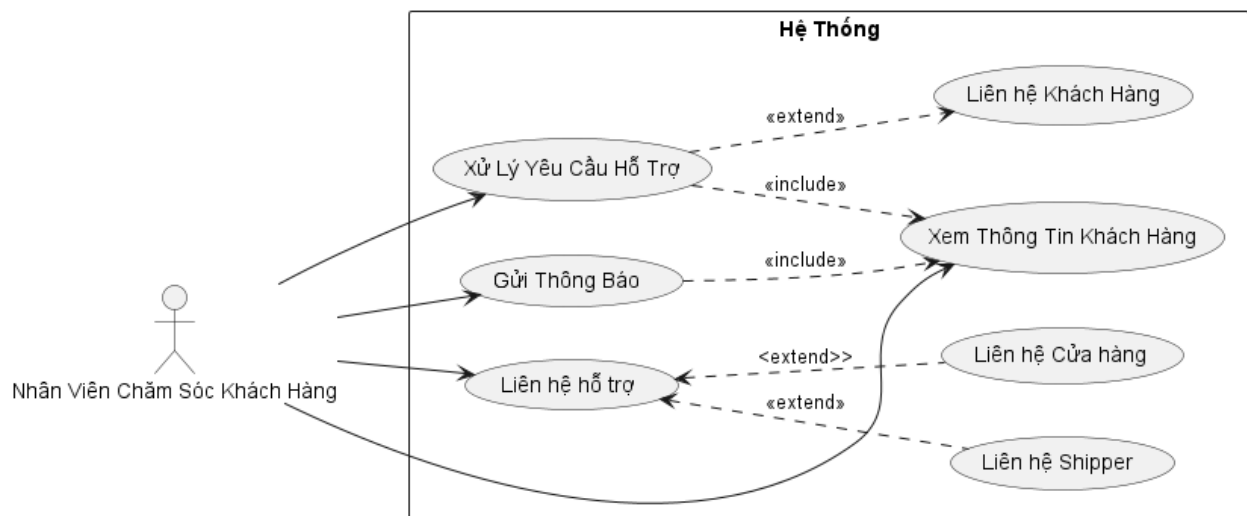 Hệ Thống
Liên hệ Khách Hàng
«extend»
Xử Lý Yêu Cầu Hỗ Trợ
«include»
Xem Thông Tin Khách Hàng
«include»
Gửi Thông Báo
<extend>>
Liên hệ Cửa hàng
Liên hệ hỗ trợ
Nhân Viên Chăm Sóc Khách Hàng
«extend»
Liên hệ Shipper